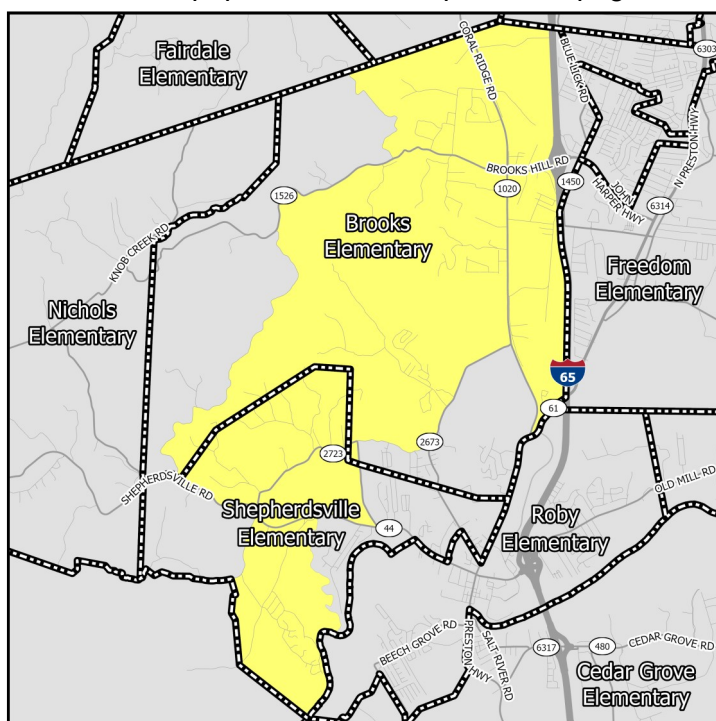 Fairdale
Elementary
CORAL RIDGE RD
BLUE LICK RD
6303
N PRESTON HWY
BROOKS HILL RD
1526
1020
1450
JOHN
HARPER HWY
6314
Brooks
Elementary
KNOB CREEK RD
Freedom
Elementary
Nichols
Elementary
65
61
2673
2723
SHEPHERDSVILLE RD
OLD MILL RD
Shepherdsville
Elementary
44
Roby
Elementary
BEECH GROVE RD
PRESTON HWY
SALT RIVER RD
6317
480
CEDAR GROVE RD
Cedar Grove
Elementary